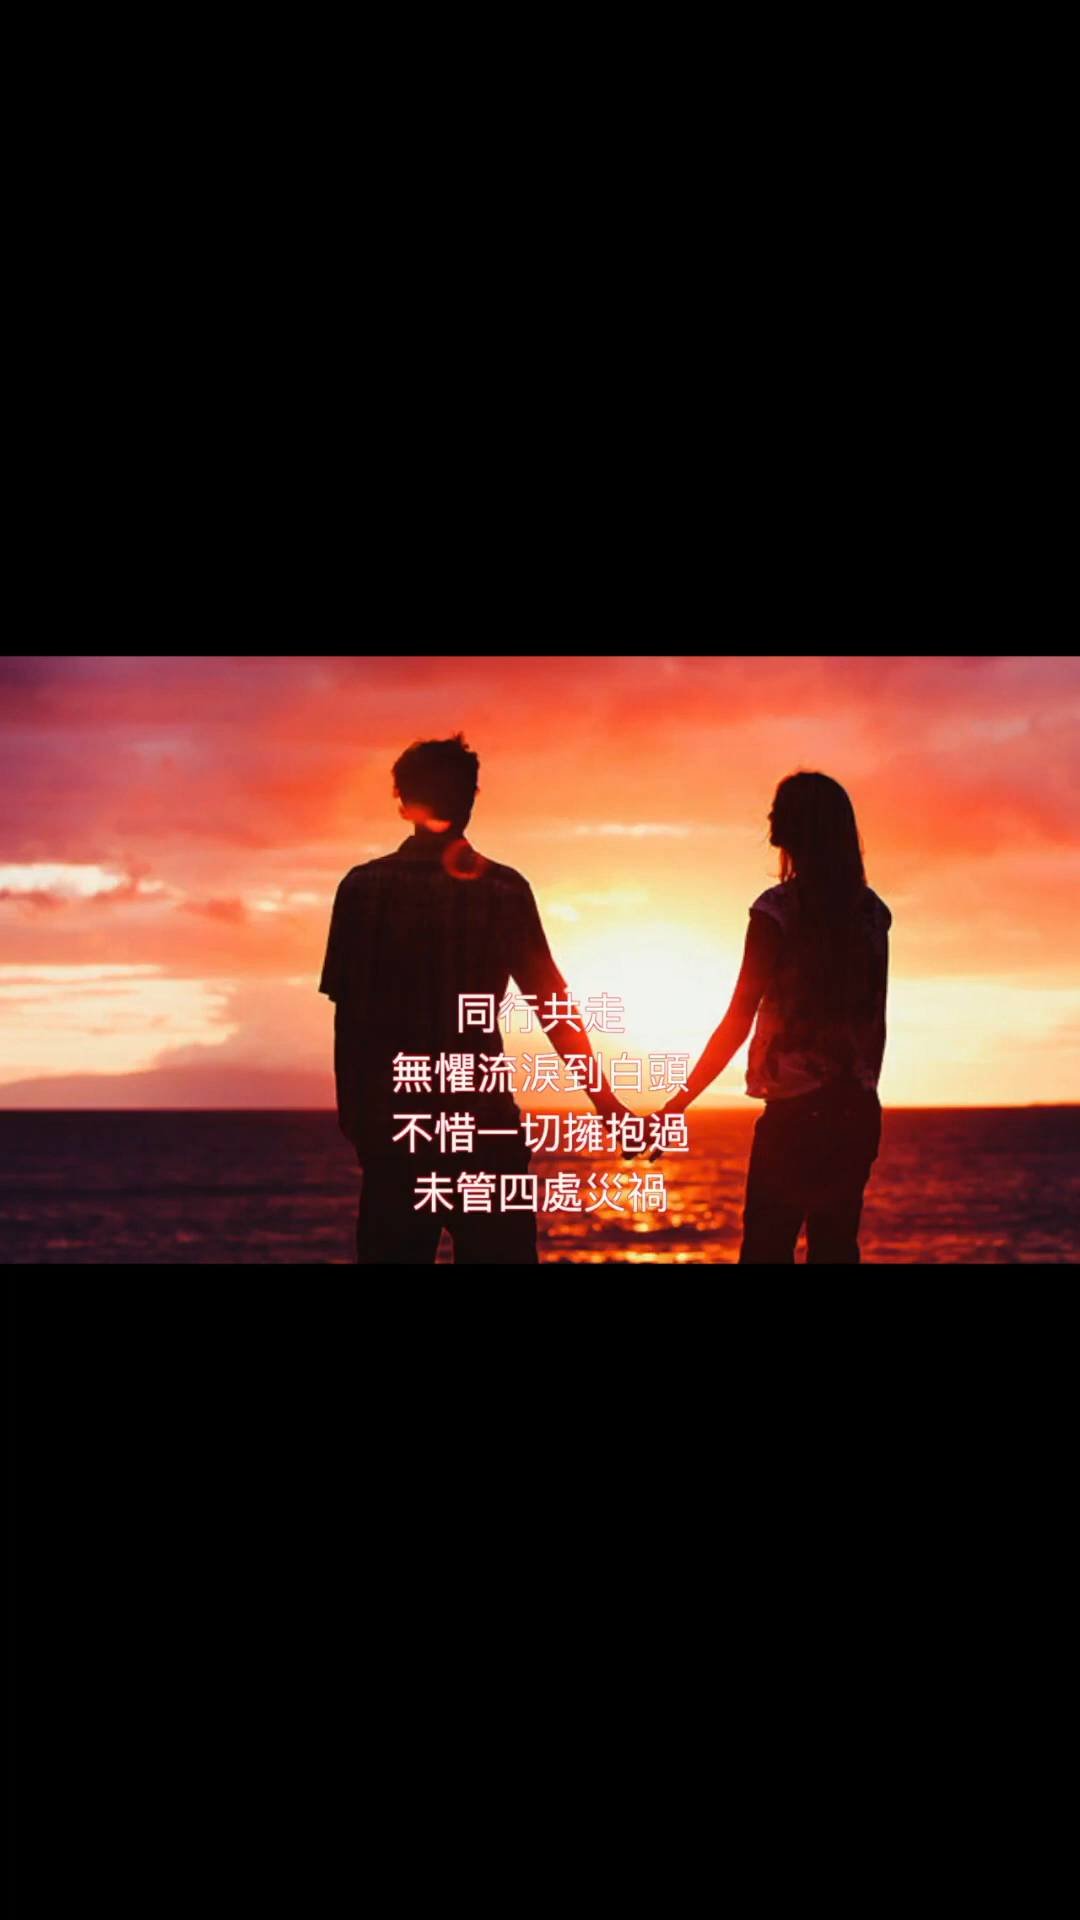 同行共走
無懼流淚到白頭
不惜一切擁抱過
未管四處災禍